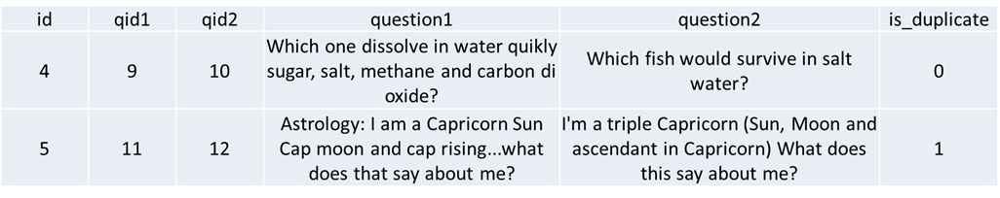 id qid1 qid2 question1 question2 is_duplicate
4 9 10 Which one dissolve in water quikly sugar, salt, methane and carbon di oxide? Which fish would survive in salt water? 0
5 11 12 Astrology: I am a Capricorn Sun Cap moon and cap rising...what does that say about me? I'm a triple Capricorn (Sun, Moon and ascendant in Capricorn) What does this say about me? 1